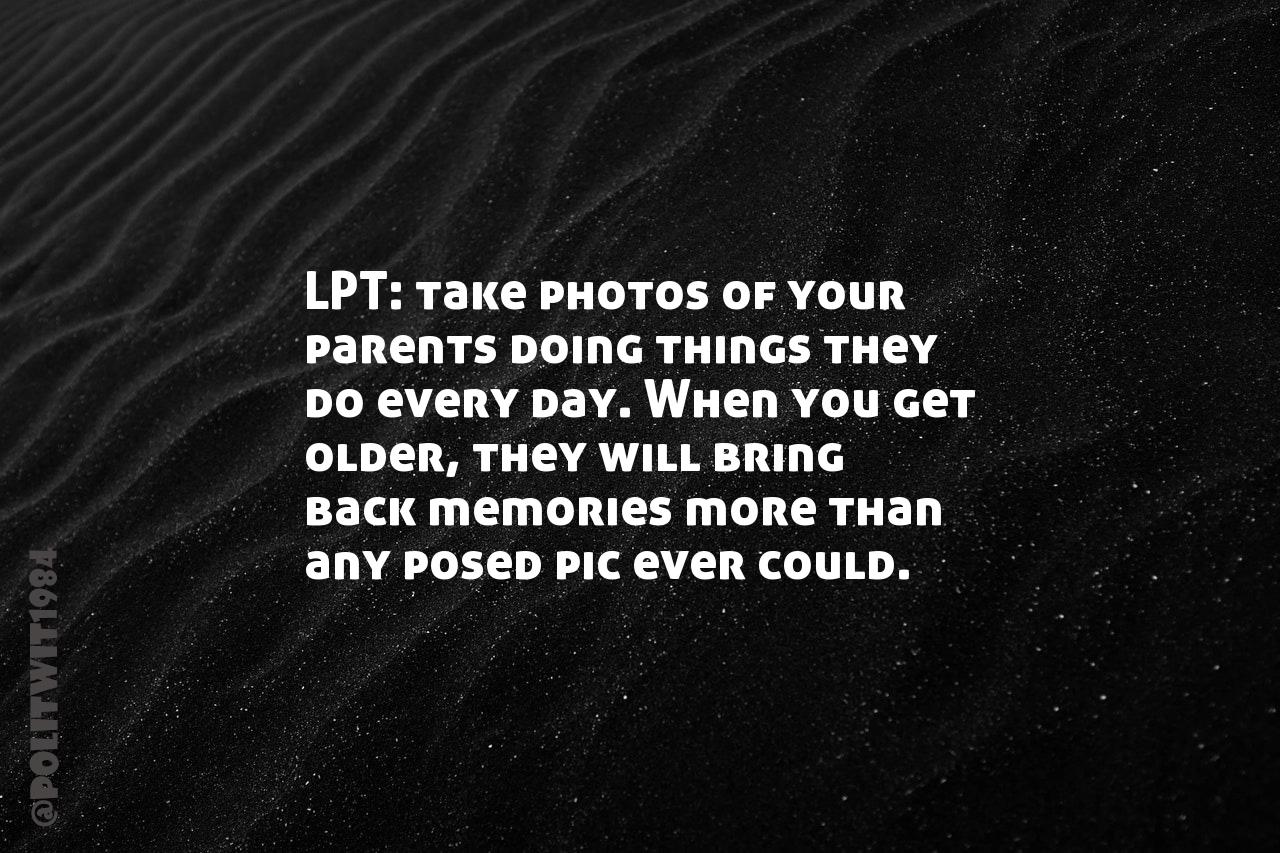 LPT: take photos of your
parents doing things they
do every day. When you get
older, they will bring
back memories more than
any posed pic ever could.
@POLITWIT1984